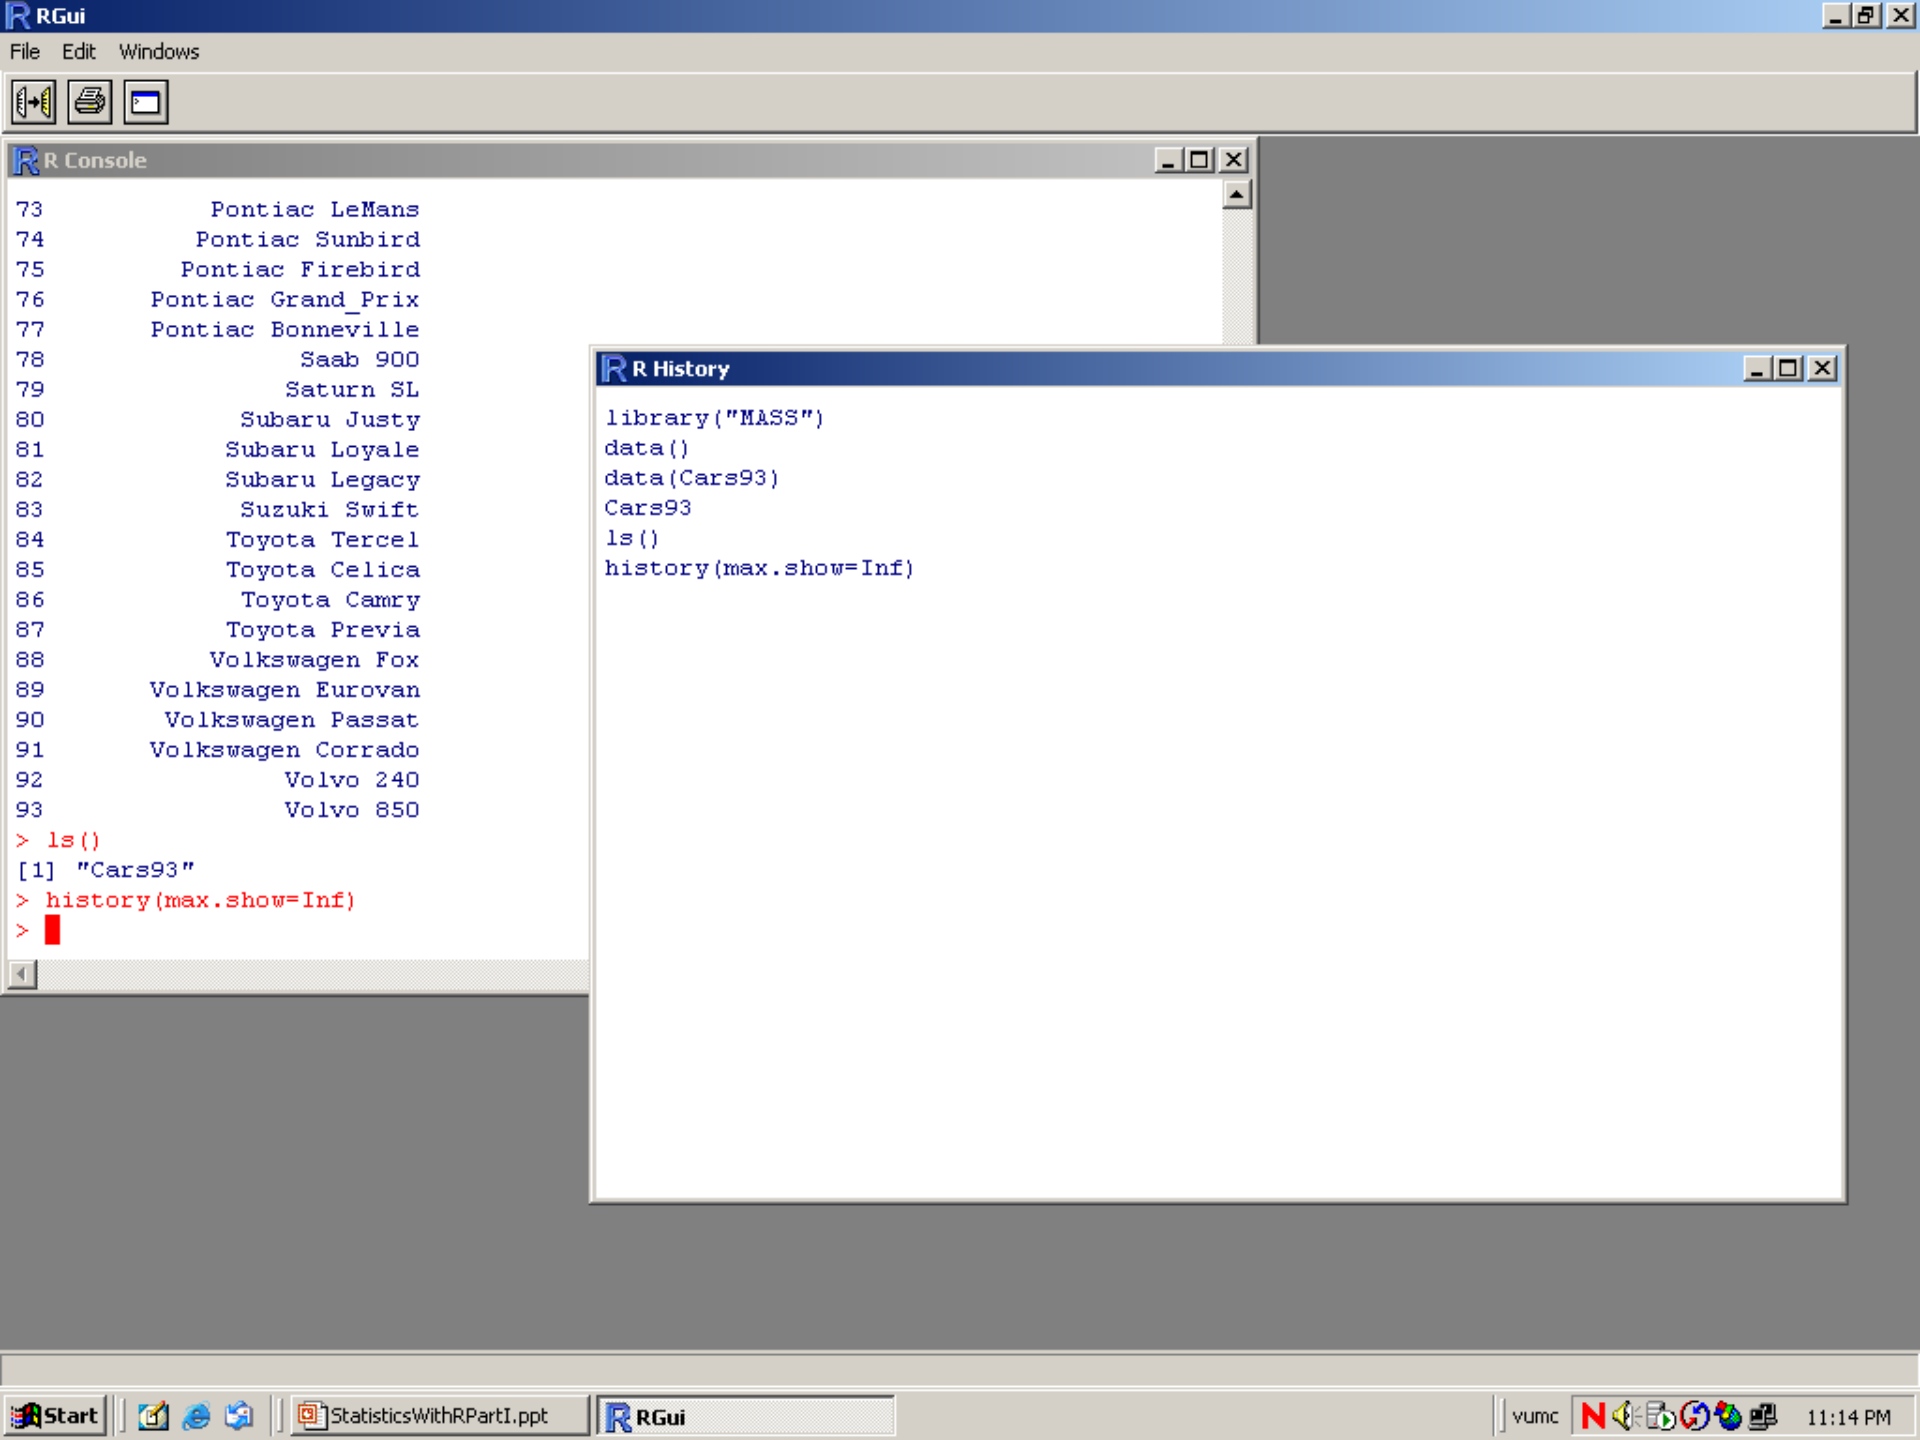 RGui
File Edit Windows
R Console
73 Pontiac LeMans
74 Pontiac Sunbird
75 Pontiac Firebird
76 Pontiac Grand_Prix
77 Pontiac Bonneville
78 Saab 900
79 Saturn SL
80 Subaru Justy
81 Subaru Loyale
82 Subaru Legacy
83 Suzuki Swift
84 Toyota Tercel
85 Toyota Celica
86 Toyota Camry
87 Toyota Previa
88 Volkswagen Fox
89 Volkswagen Eurovan
90 Volkswagen Passat
91 Volkswagen Corrado
92 Volvo 240
93 Volvo 850
> ls()
[1] "Cars93"
> history(max.show=Inf)
>
R History
library("MASS")
data()
data(Cars93)
Cars93
ls()
history(max.show=Inf)
Start StatisticsWithRPartI.ppt RGui vumc N 11:14 PM